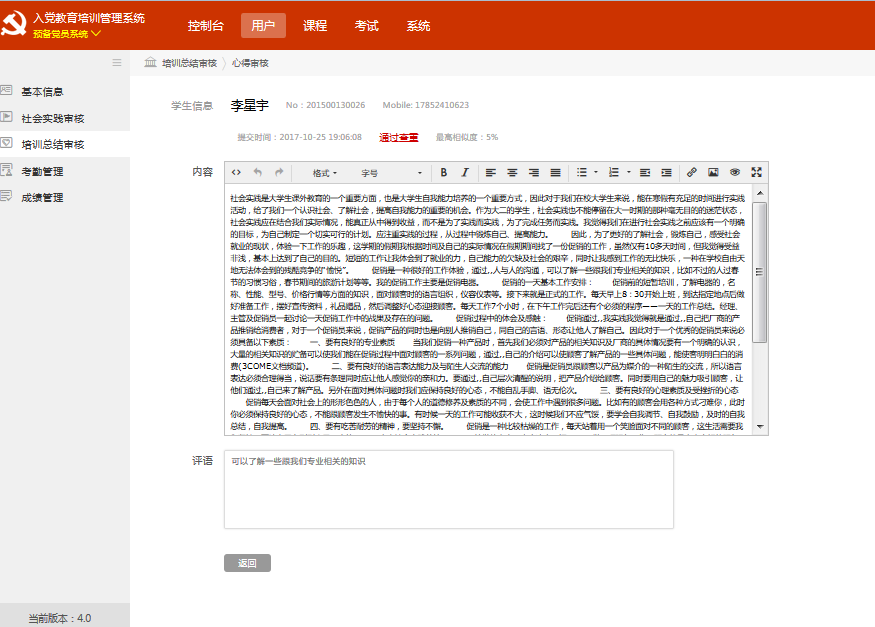 入党教育培训管理系统
预备党员系统
控制台
用户
课程
考试
系统
培训总结审核
心得审核
基本信息
社会实践审核
培训总结审核
考勤管理
成绩管理
学生信息
李星宇
No：201500130026
Mobile: 17852410623
提交时间：2017-10-25 19:06:08
通过查重
最高相似度：5%
内容
格式
字号
B
I
社会实践是大学生课外教育的一个重要方面，也是大学生自我能力培养的一个重要方式，因此对于我们在校大学生来说，能在寒假有充足的时间进行实践
活动，给了我们一个认识社会、了解社会，提高自我能力的重要的机会。作为大二的学生，社会实践也不能停留在大一时期的那种毫无目的的迷茫状态，
社会实践应在结合我们实际情况，能真正从中得到收益，而不是为了实践而实践，为了完成任务而实践。我觉得我们在进行社会实践之前应该有一个明确
的目标，为自己制定一个切实可行的计划。应注重实践的过程，从过程中锻炼自己、提高能力。 因此，为了更好的了解社会，锻炼自己，感受社会
就业的现状，体验一下工作的乐趣，这学期的假期我根据时间及自己的实际情况在假期期间找了一份促销的工作，虽然仅有10多天时间，但我觉得受益
非浅，基本上达到了自己的目的。短短的工作让我体会到了就业的力，自己能力的欠缺及社会的艰辛，同时让我感到工作的无比快乐，一种在学校自由天
地无法体会到的残酷竞争的“愉悦”。 促销是一种很好的工作体验，通过,,人与人的沟通，可以了解一些跟我们专业相关的知识，比如不过的人过春
节的习惯习俗，春节期间的旅游计划等等。我的促销工作主要是促销电器。 促销的一天基本工作安排： 促销前的短暂培训，了解电器的，名
称、性能、型号、价格行情等方面的知识，面对顾客时的语言组织，仪容仪表等。接下来就是正式的工作。每天早上8：30开始上班，到达指定地点后做
好准备工作，摆好宣传资料，礼品赠品，然后调整好心态迎接顾客。每天工作7个小时，在下午工作完后还有个必须的程序－－一天的工作总结。经理、
主管及促销员一起讨论一天促销工作中的战果及存在的问题。 促销过程中的体会及感触： 促销通过,,我实践我觉得就是通过,,自己把厂商的产
品推销给消费者，对于一个促销员来说，促销产品的同时也是向别人推销自己，同自己的言语、形态让他人了解自己。因此对于一个优秀的促销员来说必
须具备以下素质： 一、要有良好的专业素质 当我们促销一种产品时，首先我们必须对产品的相关知识及厂商的具体情况要有一个明确的认识，
大量的相关知识的贮备可以使我们能在促销过程中面对顾客的一系列问题，通过,,自己的介绍可以使顾客了解产品的一些具体问题，能使客明明白白的消
费(3COME文档频道)。 二、要有良好的语言表达能力及与陌生人交流的能力 促销是促销员跟顾客以产品为媒介的一种陌生的交流，所以语言
表达必须合理得当，说话要有条理同时应让他人感觉你的亲和力。要通过,,自己层次清醒的说明，把产品介绍给顾客。同时要用自己的魅力吸引顾客，让
他们通过,,自己来了解产品。另外在面对具体问题时我们应保持良好的心态，不能自乱手脚、语无伦次。 三、要有良好的心理素质及受挫折的心态
促销每天会面对社会上的形形色色的人，由于每个人的道德修养及素质的不同，会使工作中遇到很多问题。比如有的顾客会用各种方式刁难你，此时
你必须保持良好的心态，不能跟顾客发生不愉快的事。有时候一天的工作可能收获不大，这时候我们不应气馁，要学会自我调节、自我鼓励，及时的自我
总结，自我提高。 四、要有吃苦耐劳的精神，要坚持不懈。 促销是一种比较枯燥的工作，每天站着用一个笑脸面对不同的顾客，这生活需要我
评语
可以了解一些跟我们专业相关的知识
返回
当前版本：4.0